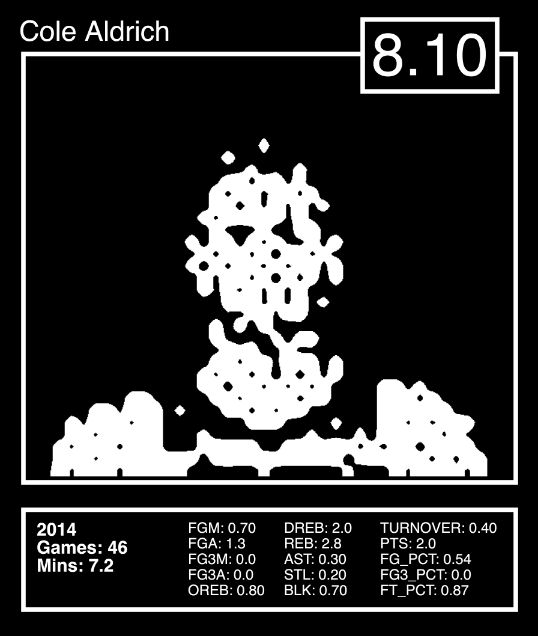 Cole Aldrich
8.10
2014
Games: 46
Mins: 7.2
FGM: 0.70
FGA: 1.3
FG3M: 0.0
FG3A: 0.0
OREB: 0.80
DREB: 2.0
REB: 2.8
AST: 0.30
STL: 0.20
BLK: 0.70
TURNOVER: 0.40
PTS: 2.0
FG_PCT: 0.54
FG3_PCT: 0.0
FT_PCT: 0.87